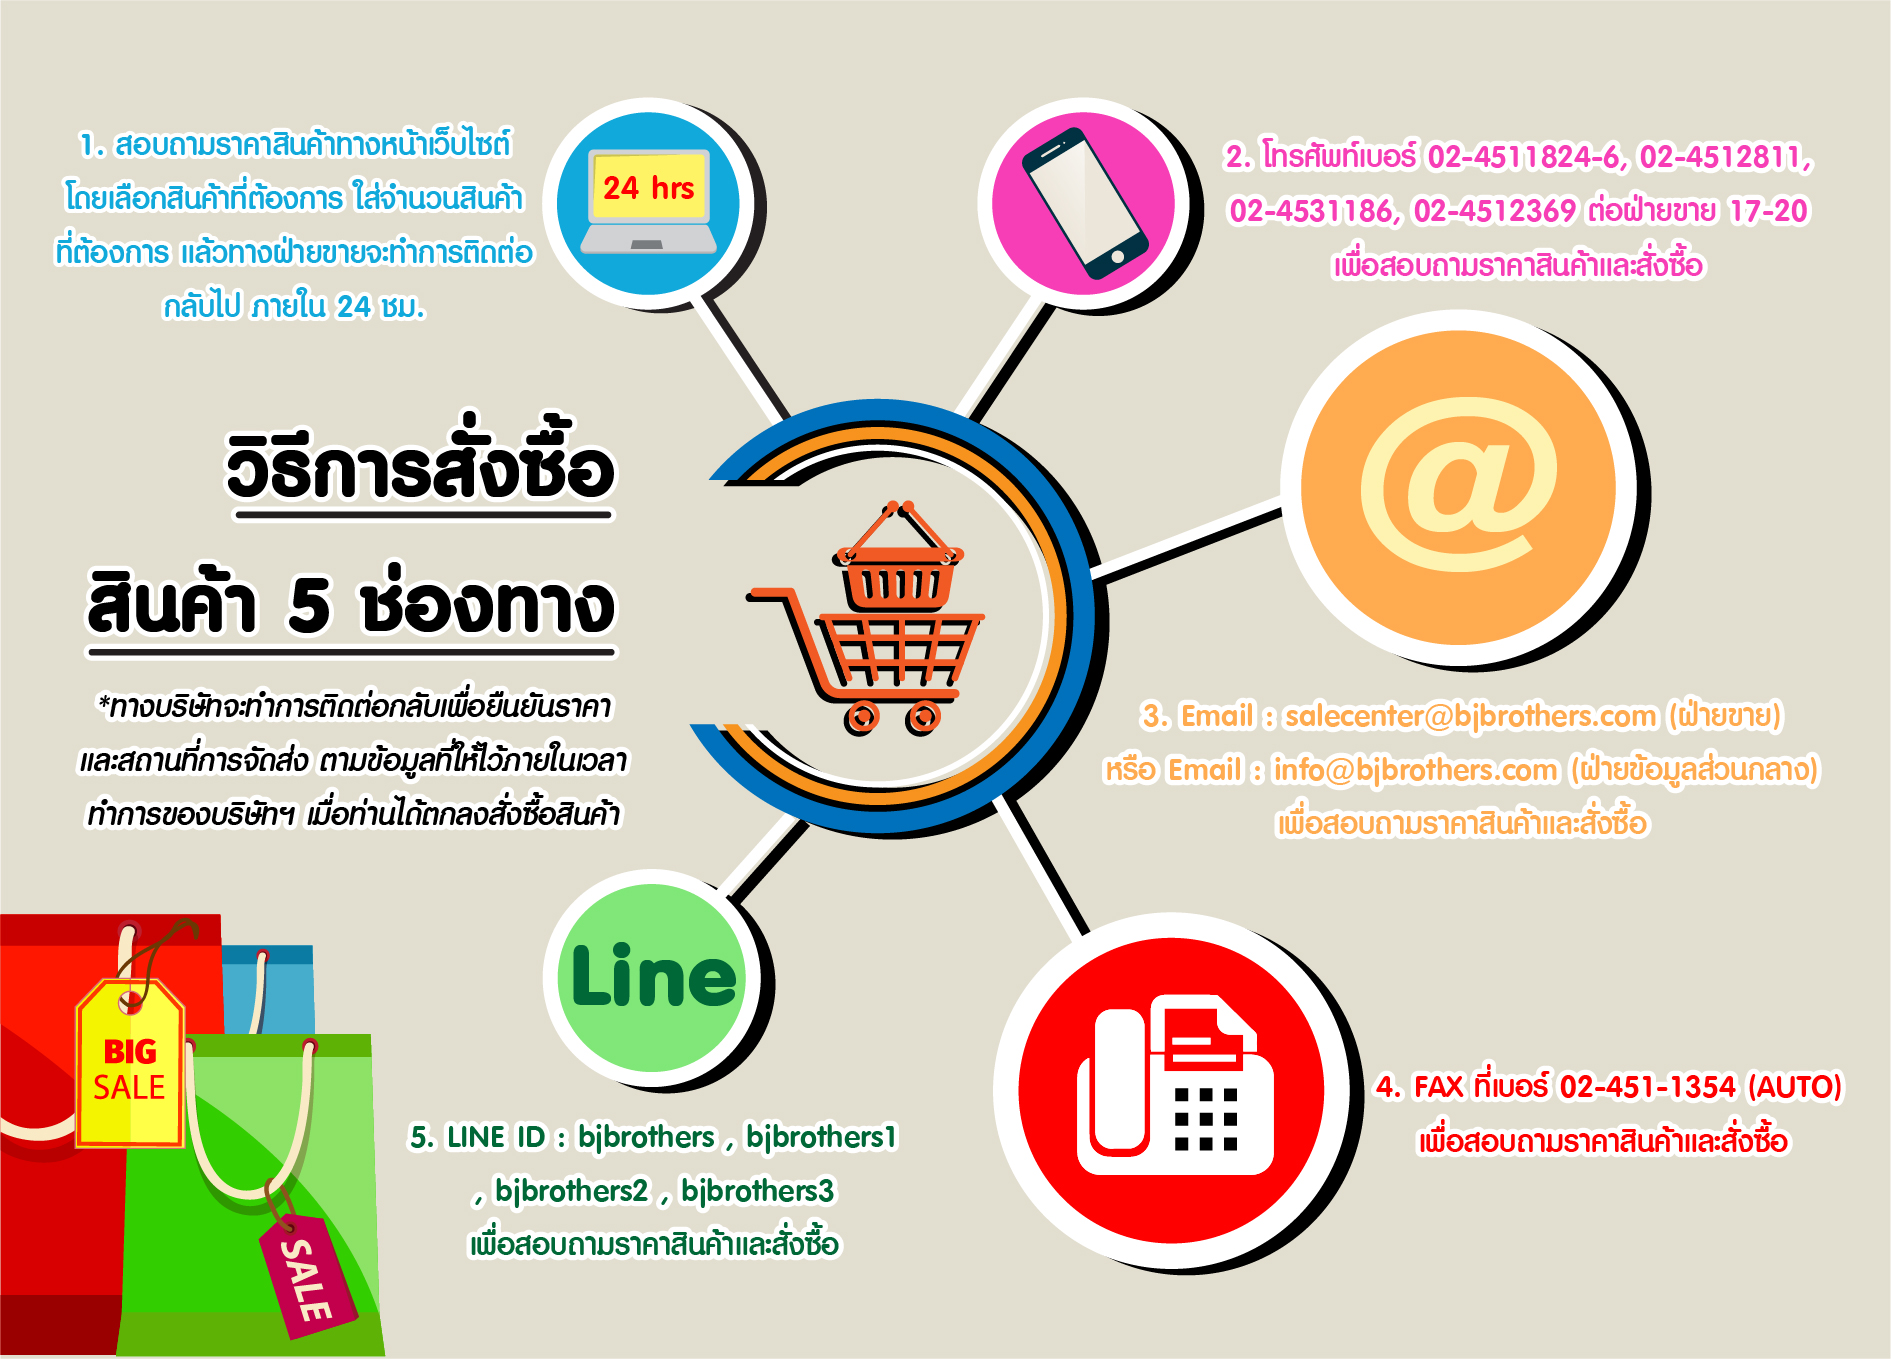 1. สอบถามราคาสินค้าทางหน้าเว็บไซต์
โดยเลือกสินค้าที่ต้องการ ใส่จำนวนสินค้า
ที่ต้องการ แล้วทางฝ่ายขายจะทำการติดต่อ
กลับไป ภายใน 24 ชม.
24 hrs
2. โทรศัพท์เบอร์ 02-4511824-6, 02-4512811,
02-4531186, 02-4512369 ต่อฝ่ายขาย 17-20
เพื่อสอบถามราคาสินค้าและสั่งซื้อ
@
วิธีการสั่งซื้อ
สินค้า 5 ช่องทาง
*ทางบริษัทจะทำการติดต่อกลับเพื่อยืนยันราคา
และสถานที่การจัดส่ง ตามข้อมูลที่ให้ไว้ภายในเวลา
ทำการของบริษัทฯ เมื่อท่านได้ตกลงสั่งซื้อสินค้า
3. Email : salecenter@bjbrothers.com (ฝ่ายขาย)
หรือ Email : info@bjbrothers.com (ฝ่ายข้อมูลส่วนกลาง)
เพื่อสอบถามราคาสินค้าและสั่งซื้อ
4. FAX ที่เบอร์ 02-451-1354 (AUTO)
เพื่อสอบถามราคาสินค้าและสั่งซื้อ
Line
5. LINE ID : bjbrothers , bjbrothers1
, bjbrothers2 , bjbrothers3
เพื่อสอบถามราคาสินค้าและสั่งซื้อ
BIG
SALE
SALE